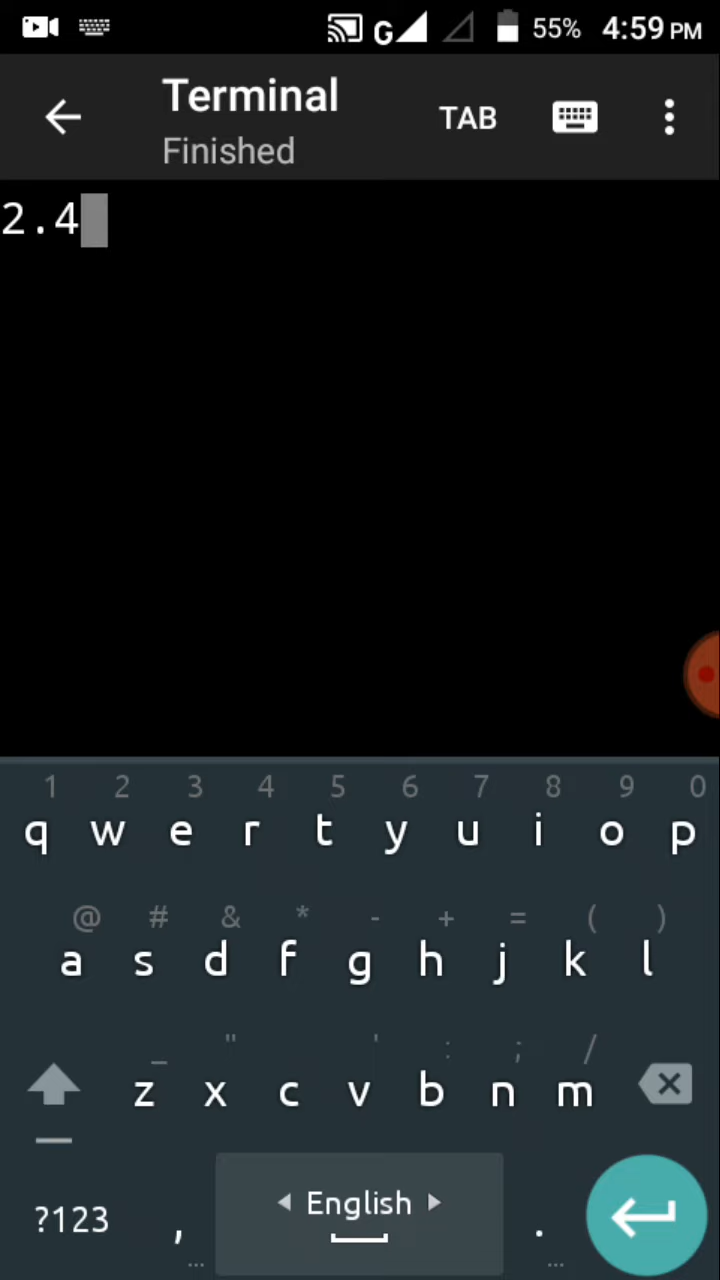 G 55% 4:59 PM
Terminal
Finished
TAB
2.4
1 2 3 4 5 6 7 8 9 0
q w e r t y u i o p
@ # & * - + = ( )
a s d f g h j k l
_ " ' : ; /
z x c v b n m
?123 , English .
... ...